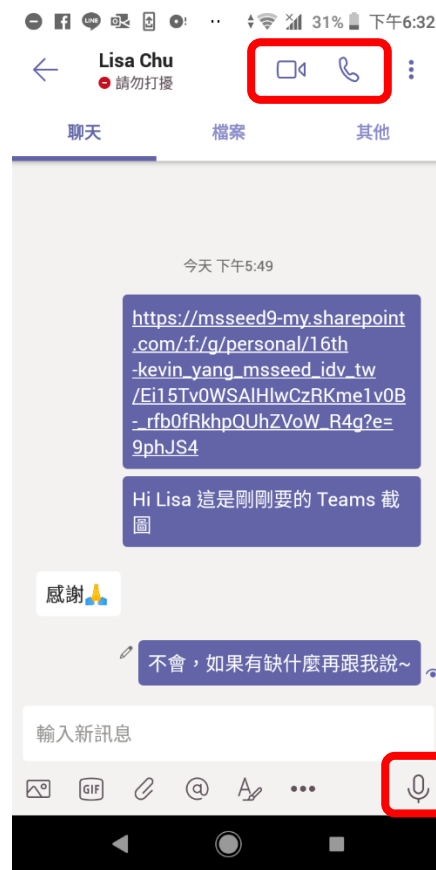 31% 下午6:32
Lisa Chu
請勿打擾
聊天 檔案 其他
今天 下午5:49
https://msseed9-my.sharepoint
.com/:f:/g/personal/16th
-kevin_yang_msseed_idv_tw
/Ei15Tv0WSAlHlwCzRKme1v0B
-_rfb0fRkhpQUhZVoW_R4g?e=
9phJS4
Hi Lisa 這是剛剛要的 Teams 截
圖
感謝🙏
不會，如果有缺什麼再跟我說~
輸入新訊息
GIF